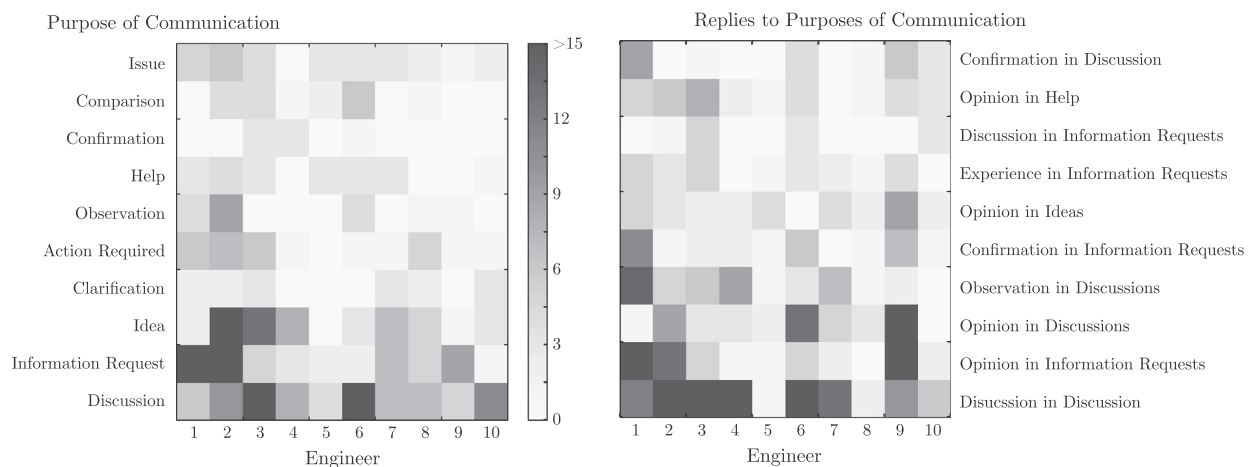 Purpose of Communication
Issue
Comparison
Confirmation
Help
Observation
Action Required
Clarification
Idea
Information Request
Discussion
1 2 3 4 5 6 7 8 9 10
Engineer
>15
12
9
6
3
0
Replies to Purposes of Communication
Confirmation in Discussion
Opinion in Help
Discussion in Information Requests
Experience in Information Requests
Opinion in Ideas
Confirmation in Information Requests
Observation in Discussions
Opinion in Discussions
Opinion in Information Requests
Disucssion in Discussion
1 2 3 4 5 6 7 8 9 10
Engineer